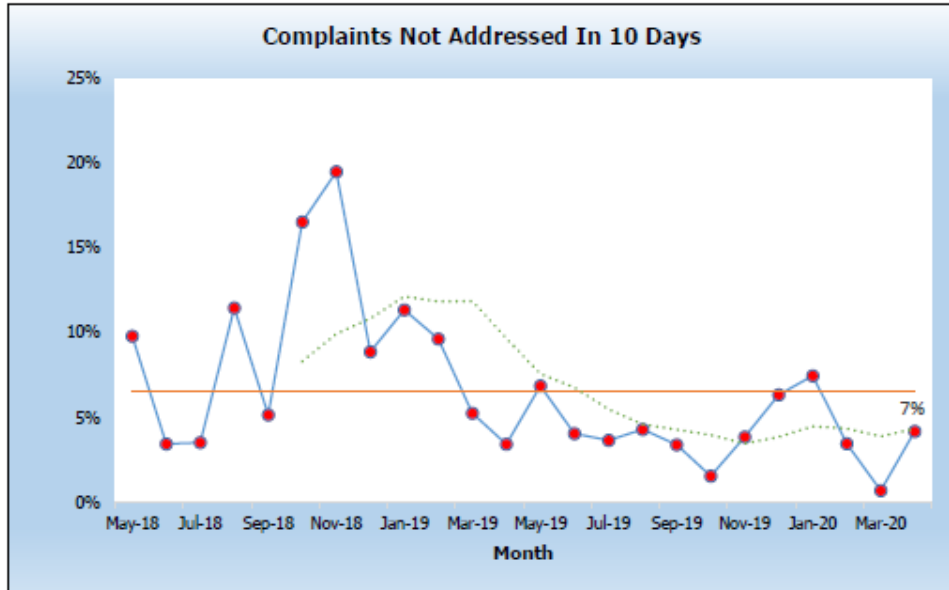 Complaints Not Addressed In 10 Days
25%
20%
15%
10%
5%
0%
7%
May-18 Jul-18 Sep-18 Nov-18 Jan-19 Mar-19 May-19 Jul-19 Sep-19 Nov-19 Jan-20 Mar-20
Month